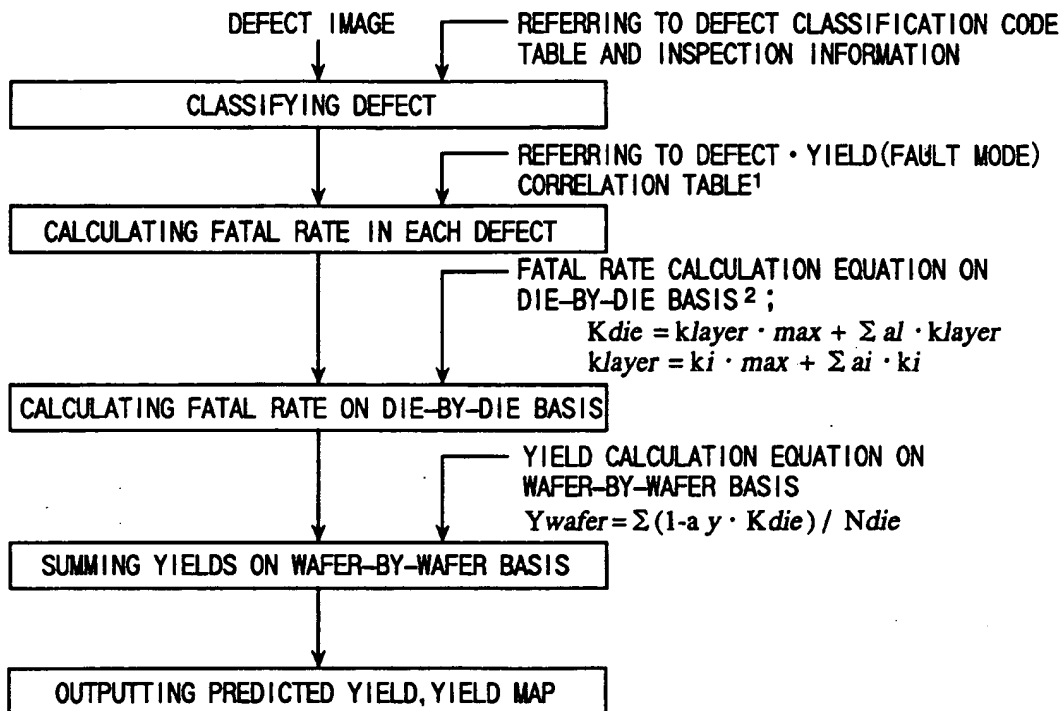 DEFECT IMAGE
REFERRING TO DEFECT CLASSIFICATION CODE
TABLE AND INSPECTION INFORMATION
CLASSIFYING DEFECT
REFERRING TO DEFECT・YIELD(FAULT MODE)
CORRELATION TABLE¹
CALCULATING FATAL RATE IN EACH DEFECT
FATAL RATE CALCULATION EQUATION ON
DIE-BY-DIE BASIS²;
Kdie = klayer · max + Σ al · klayer
klayer = ki · max + Σ ai · ki
CALCULATING FATAL RATE ON DIE-BY-DIE BASIS
YIELD CALCULATION EQUATION ON
WAFER-BY-WAFER BASIS
Ywafer = Σ(1-a y · Kdie) / Ndie
SUMMING YIELDS ON WAFER-BY-WAFER BASIS
OUTPUTTING PREDICTED YIELD, YIELD MAP